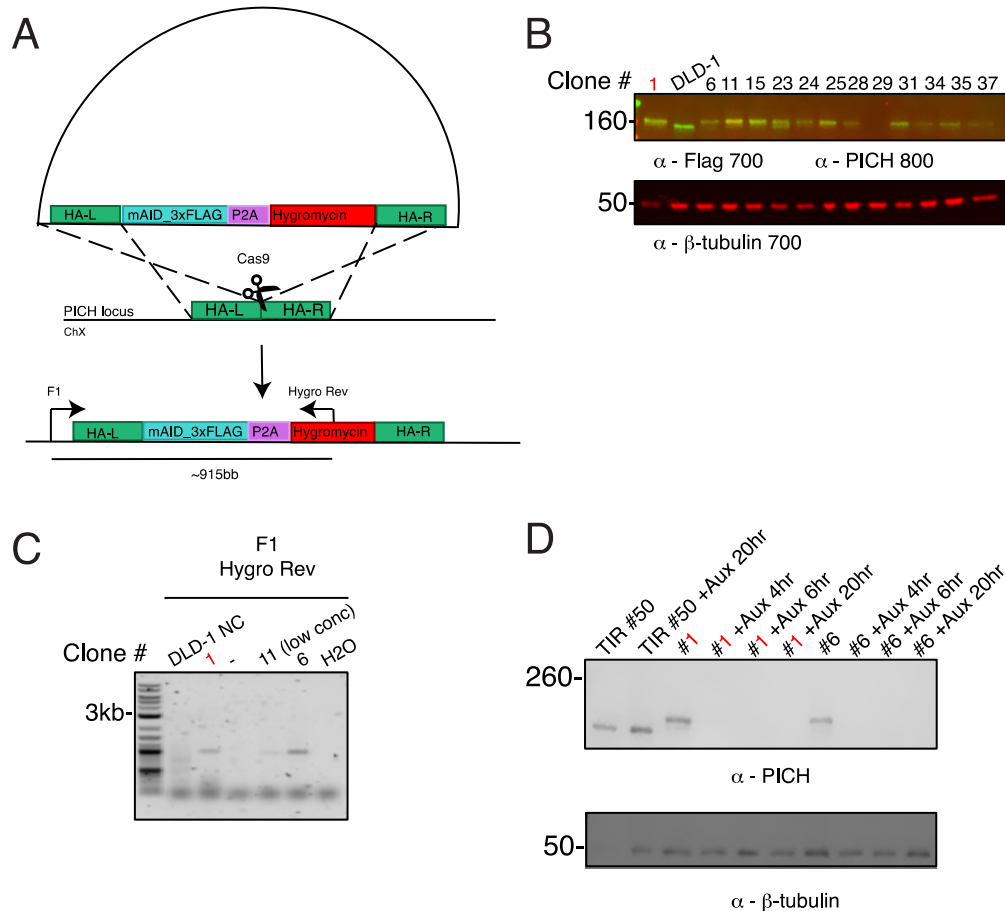 A
HA-L mAID_3xFLAG P2A Hygromycin HA-R
Cas9
HA-L HA-R
PICH locus
ChX
F1 Hygro Rev
HA-L mAID_3xFLAG P2A Hygromycin HA-R
~915bb
B
Clone # 1 DLD-1 6 11 15 23 24 25 28 29 31 34 35 37
160
α - Flag 700 α - PICH 800
50
α - β-tubulin 700
C
F1
Hygro Rev
Clone # DLD-1 NC 1 - 11 (low conc) 6 H2O
3kb
D
TIR #50 TIR #50 +Aux 20hr #1 #1 +Aux 4hr #1 +Aux 6hr #1 +Aux 20hr #6 #6 +Aux 4hr #6 +Aux 6hr #6 +Aux 20hr
260
α - PICH
50
α - β-tubulin